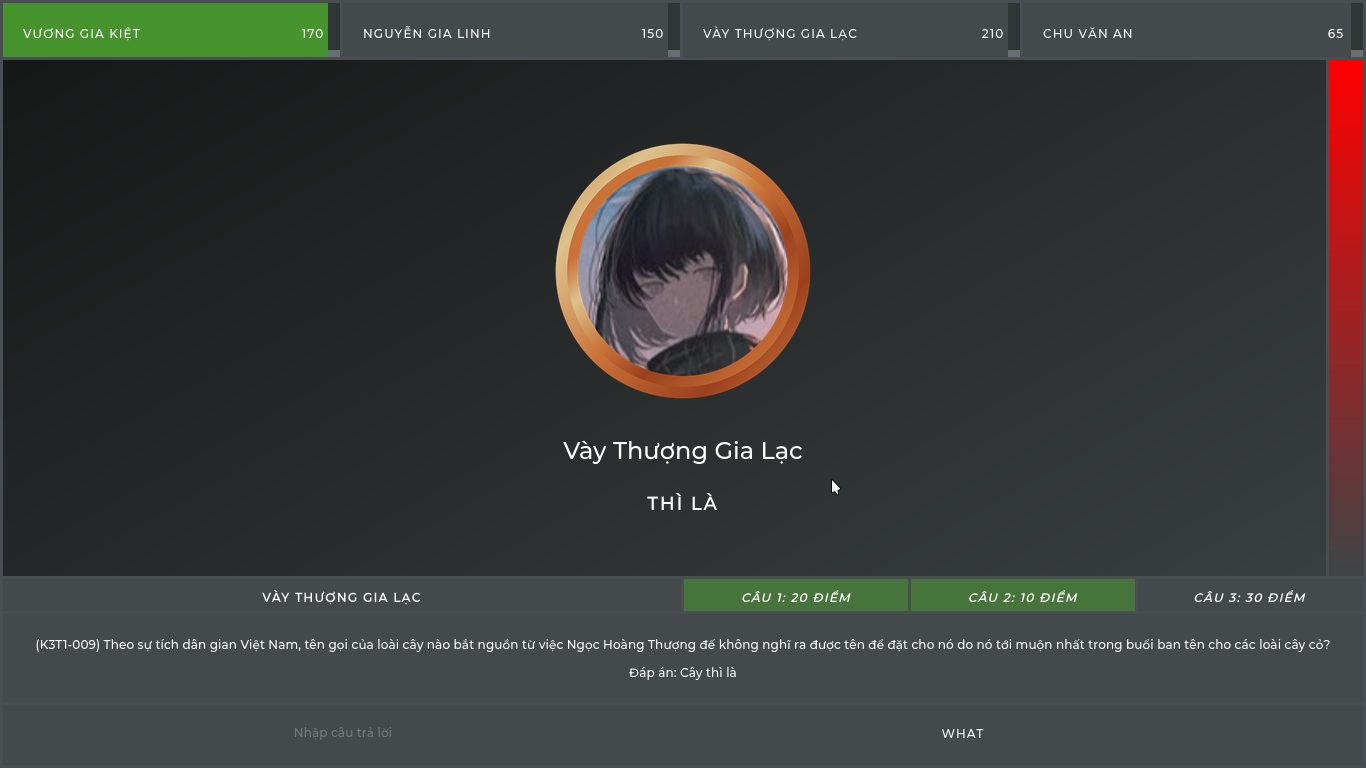 VƯƠNG GIA KIỆT 170 NGUYỄN GIA LINH 150 VÀY THƯỢNG GIA LẠC 210 CHU VĂN AN 65
Vày Thượng Gia Lạc
THÌ LÀ
VÀY THƯỢNG GIA LẠC CÂU 1: 20 ĐIỂM CÂU 2: 10 ĐIỂM CÂU 3: 30 ĐIỂM
(K3T1-009) Theo sự tích dân gian Việt Nam, tên gọi của loài cây nào bắt nguồn từ việc Ngọc Hoàng Thượng đế không nghĩ ra được tên để đặt cho nó do nó tới muộn nhất trong buổi ban tên cho các loài cây cỏ?
Đáp án: Cây thì là
Nhập câu trả lời WHAT